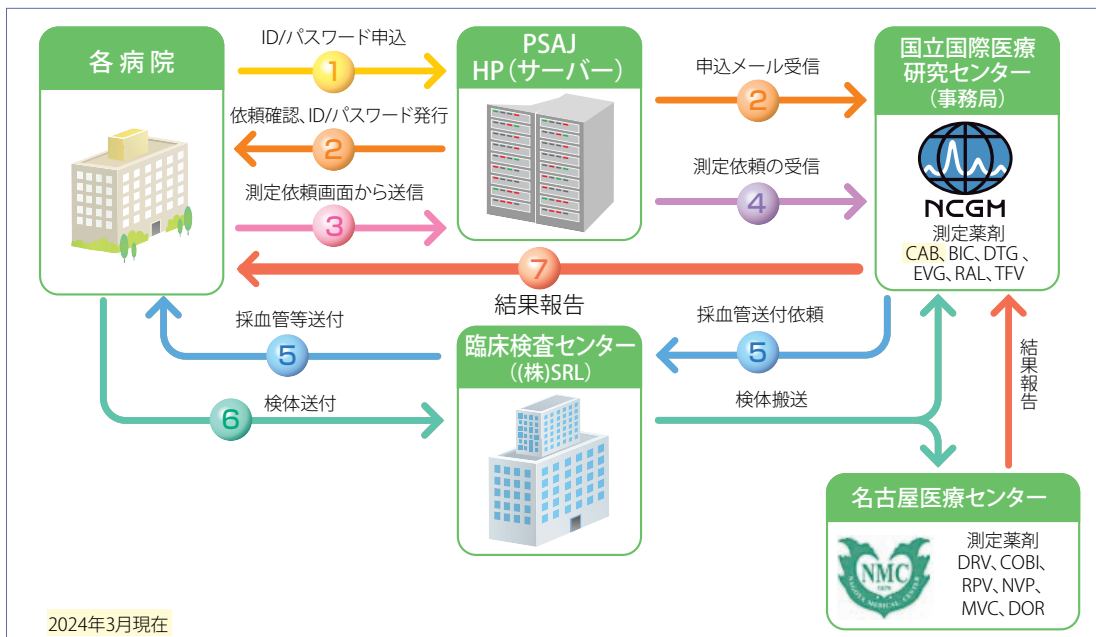 各病院
ID/パスワード申込
①
PSAJ
HP（サーバー）
申込メール受信
②
国立国際医療
研究センター
（事務局）
依頼確認、ID/パスワード発行
②
測定依頼画面から送信
③
測定依頼の受信
④
NCGM
測定薬剤
CAB、BIC、DTG、
EVG、RAL、TFV
⑦
結果報告
採血管等送付
⑤
臨床検査センター
（(株)SRL）
採血管送付依頼
⑤
検体送付
⑥
検体搬送
結果報告
名古屋医療センター
NMC
NAGOYA MEDICAL CENTER
測定薬剤
DRV、COBI、
RPV、NVP、
MVC、DOR
2024年3月現在